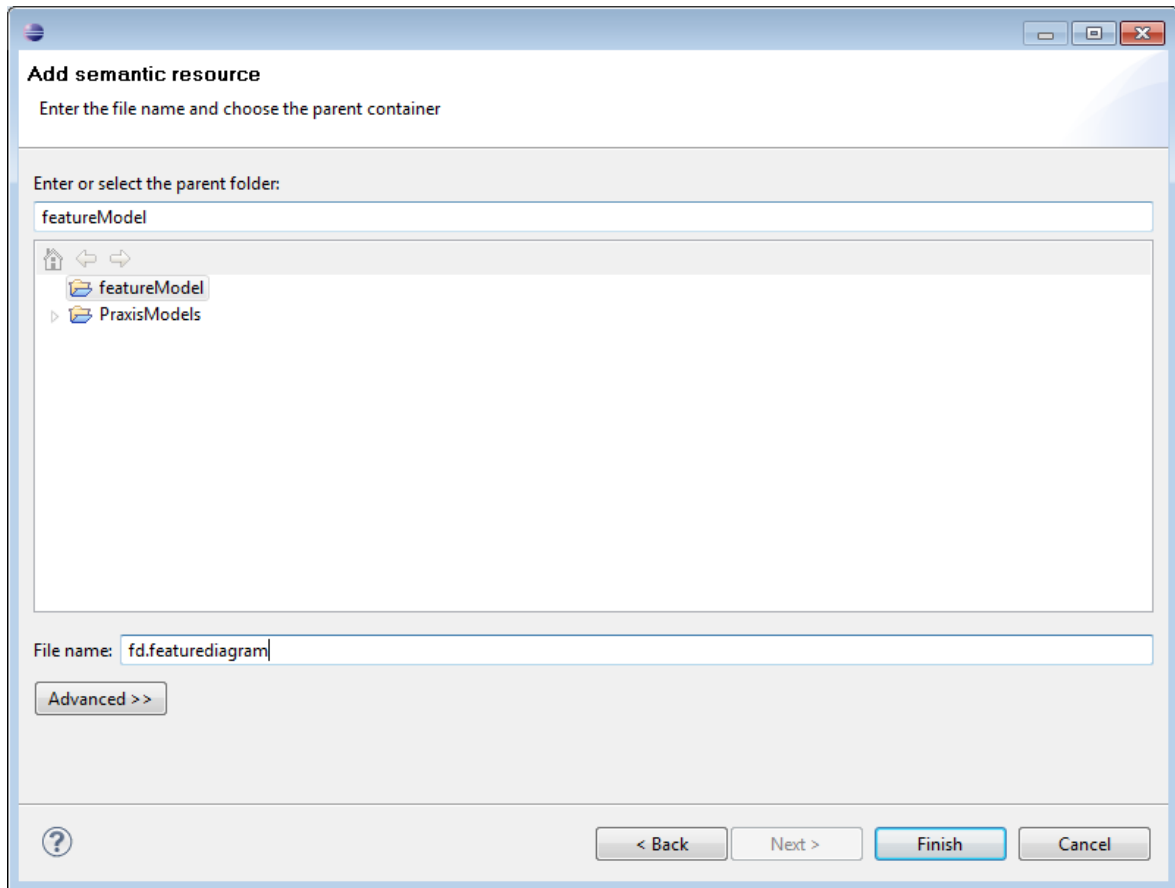 Add semantic resource
Enter the file name and choose the parent container
Enter or select the parent folder:
featureModel
featureModel
PraxisModels
File name: fd.featurediagram
Advanced >>
? < Back Next > Finish Cancel